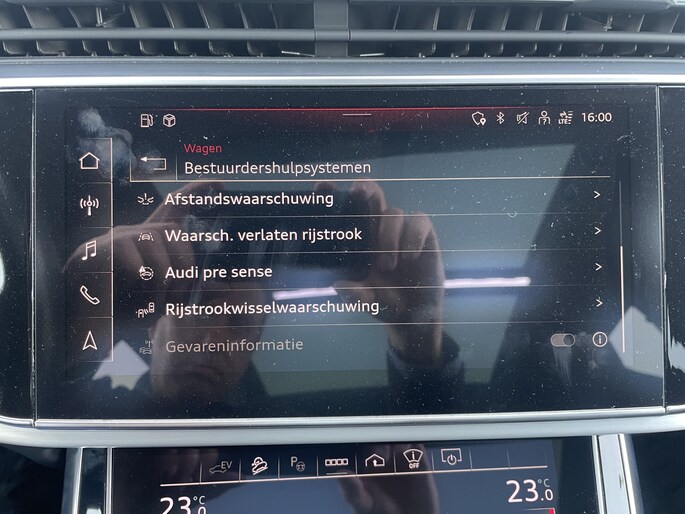 LTE 16:00
Wagen
Bestuurdershulpsystemen
Afstandswaarschuwing
Waarsch. verlaten rijstrook
Audi pre sense
Rijstrookwisselwaarschuwing
Gevareninformatie
EV
P
OFF
23.0 °C
23.0 °C